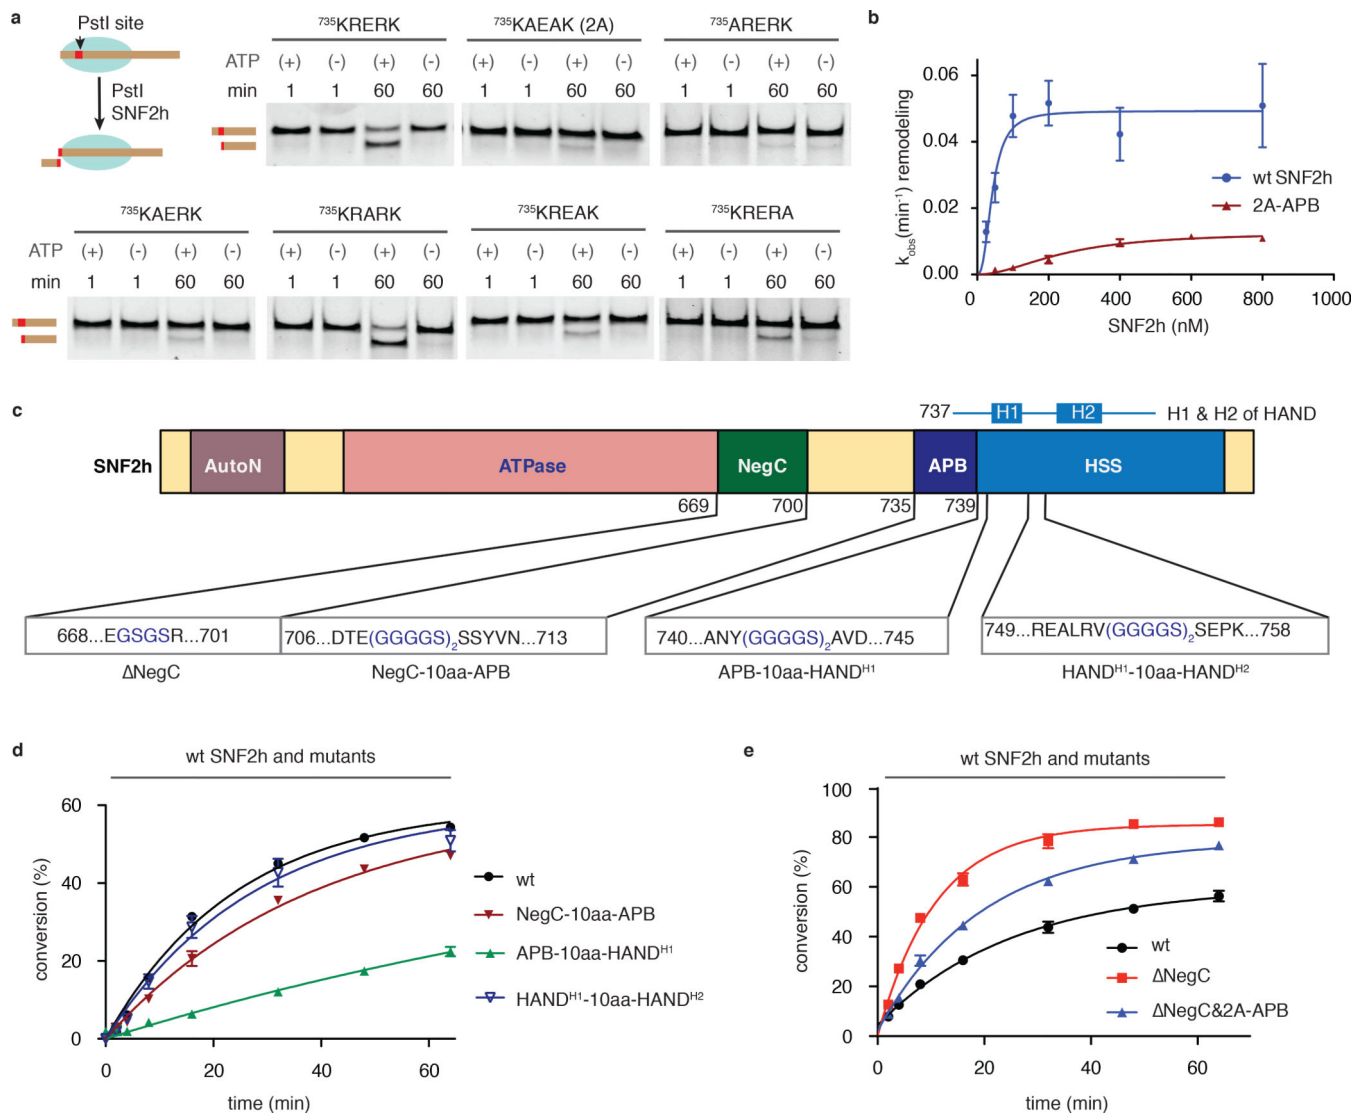 a
PstI site
PstI
SNF2h
⁷³⁵KRERK
⁷³⁵KAEAK (2A)
⁷³⁵ARERK
ATP (+) (-) (+) (-) (+) (-) (+) (-) (+) (-) (+) (-)
min 1 1 60 60 1 1 60 60 1 1 60 60
⁷³⁵KAERK
⁷³⁵KRARK
⁷³⁵KREAK
⁷³⁵KRERA
ATP (+) (-) (+) (-) (+) (-) (+) (-) (+) (-) (+) (-) (+) (-) (+) (-)
min 1 1 60 60 1 1 60 60 1 1 60 60 1 1 60 60
b
k_obs(min⁻¹) remodeling
0.06
0.04
0.02
0.00
0 200 400 600 800 1000
SNF2h (nM)
wt SNF2h
2A-APB
c
737 H1 H2 H1 & H2 of HAND
SNF2h AutoN ATPase NegC APB HSS
669 700 735 739
668...EGSGSR...701
706...DTE(GGGGS)₂SSYVN...713
740...ANY(GGGGS)₂AVD...745
749...REALRV(GGGGS)₂SEPK...758
ΔNegC
NegC-10aa-APB
APB-10aa-HANDᴴ¹
HANDᴴ¹-10aa-HANDᴴ²
d
wt SNF2h and mutants
conversion (%)
60
40
20
0
0 20 40 60
time (min)
wt
NegC-10aa-APB
APB-10aa-HANDᴴ¹
HANDᴴ¹-10aa-HANDᴴ²
e
wt SNF2h and mutants
conversion (%)
100
80
60
40
20
0
0 20 40 60
time (min)
wt
ΔNegC
ΔNegC&2A-APB